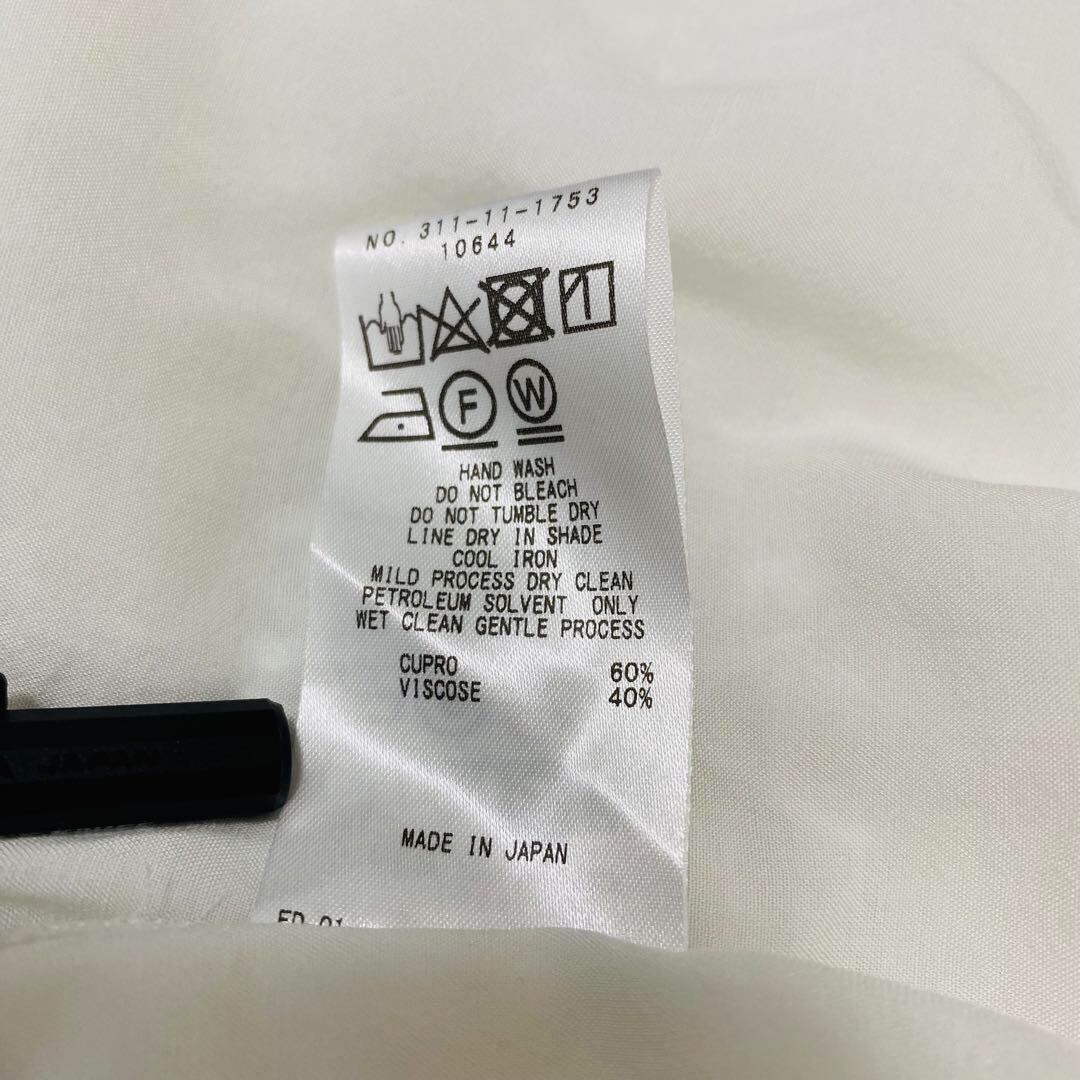 NO. 311-11-1753
10644
F
W
HAND WASH
DO NOT BLEACH
DO NOT TUMBLE DRY
LINE DRY IN SHADE
COOL IRON
MILD PROCESS DRY CLEAN
PETROLEUM SOLVENT ONLY
WET CLEAN GENTLE PROCESS
CUPRO 60%
VISCOSE 40%
JAPAN
MADE IN JAPAN